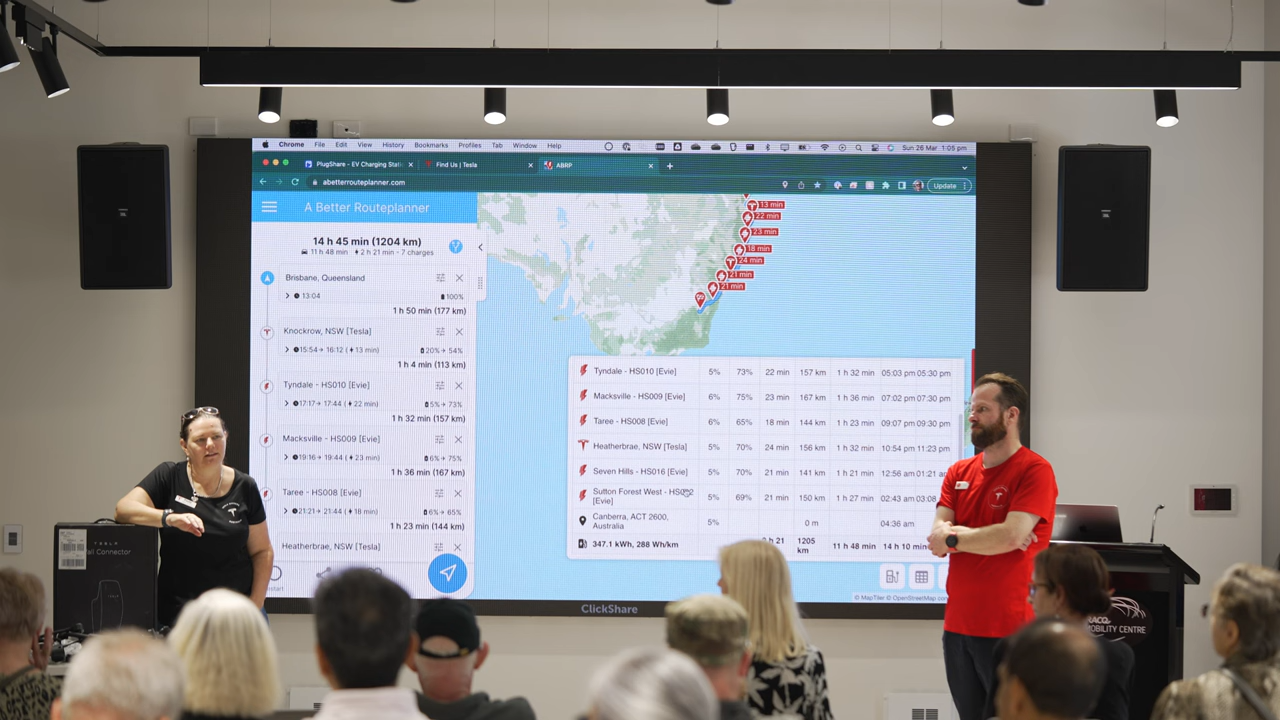 Chrome File Edit View History Bookmarks Profiles Tab Window Help Sun 26 Mar 1:05 pm
PlugShare - EV Charging Stati Find Us | Tesla ABRP
abetterrouteplanner.com Update
A Better Routeplanner
14 h 45 min (1204 km)
11 h 48 min 2 h 21 min - 7 charges
Brisbane, Queensland
13:04 100%
1 h 50 min (177 km)
Knockrow, NSW [Tesla]
15:54 → 16:12 ( 13 min) 20% → 54%
1 h 4 min (113 km)
Tyndale - HS010 [Evie]
17:17 → 17:44 ( 22 min) 5% → 73%
1 h 32 min (157 km)
Macksville - HS009 [Evie]
19:16 → 19:44 ( 23 min) 6% → 75%
1 h 36 min (167 km)
Taree - HS008 [Evie]
21:21 → 21:44 ( 18 min) 6% → 65%
1 h 23 min (144 km)
Heatherbrae, NSW [Tesla]
13 min
22 min
23 min
18 min
24 min
21 min
21 min
Tyndale - HS010 [Evie] 5% 73% 22 min 157 km 1 h 32 min 05:03 pm 05:30 pm
Macksville - HS009 [Evie] 6% 75% 23 min 167 km 1 h 36 min 07:02 pm 07:30 pm
Taree - HS008 [Evie] 6% 65% 18 min 144 km 1 h 23 min 09:07 pm 09:30 pm
Heatherbrae, NSW [Tesla] 5% 70% 24 min 156 km 1 h 32 min 10:54 pm 11:23 pm
Seven Hills - HS016 [Evie] 5% 70% 21 min 141 km 1 h 21 min 12:56 am 01:21 am
Sutton Forest West - HS0 2 [Evie] 5% 69% 21 min 150 km 1 h 27 min 02:43 am 03:08
Canberra, ACT 2600, Australia 5% 0 m 04:36 am
347.1 kWh, 288 Wh/km h 21 1205 km 11 h 48 min 14 h 10 min
© MapTiler © OpenStreetMap con
ClickShare
TESLA
all Connector
JBL
JBL
RACQ
MOBILITY CENTRE